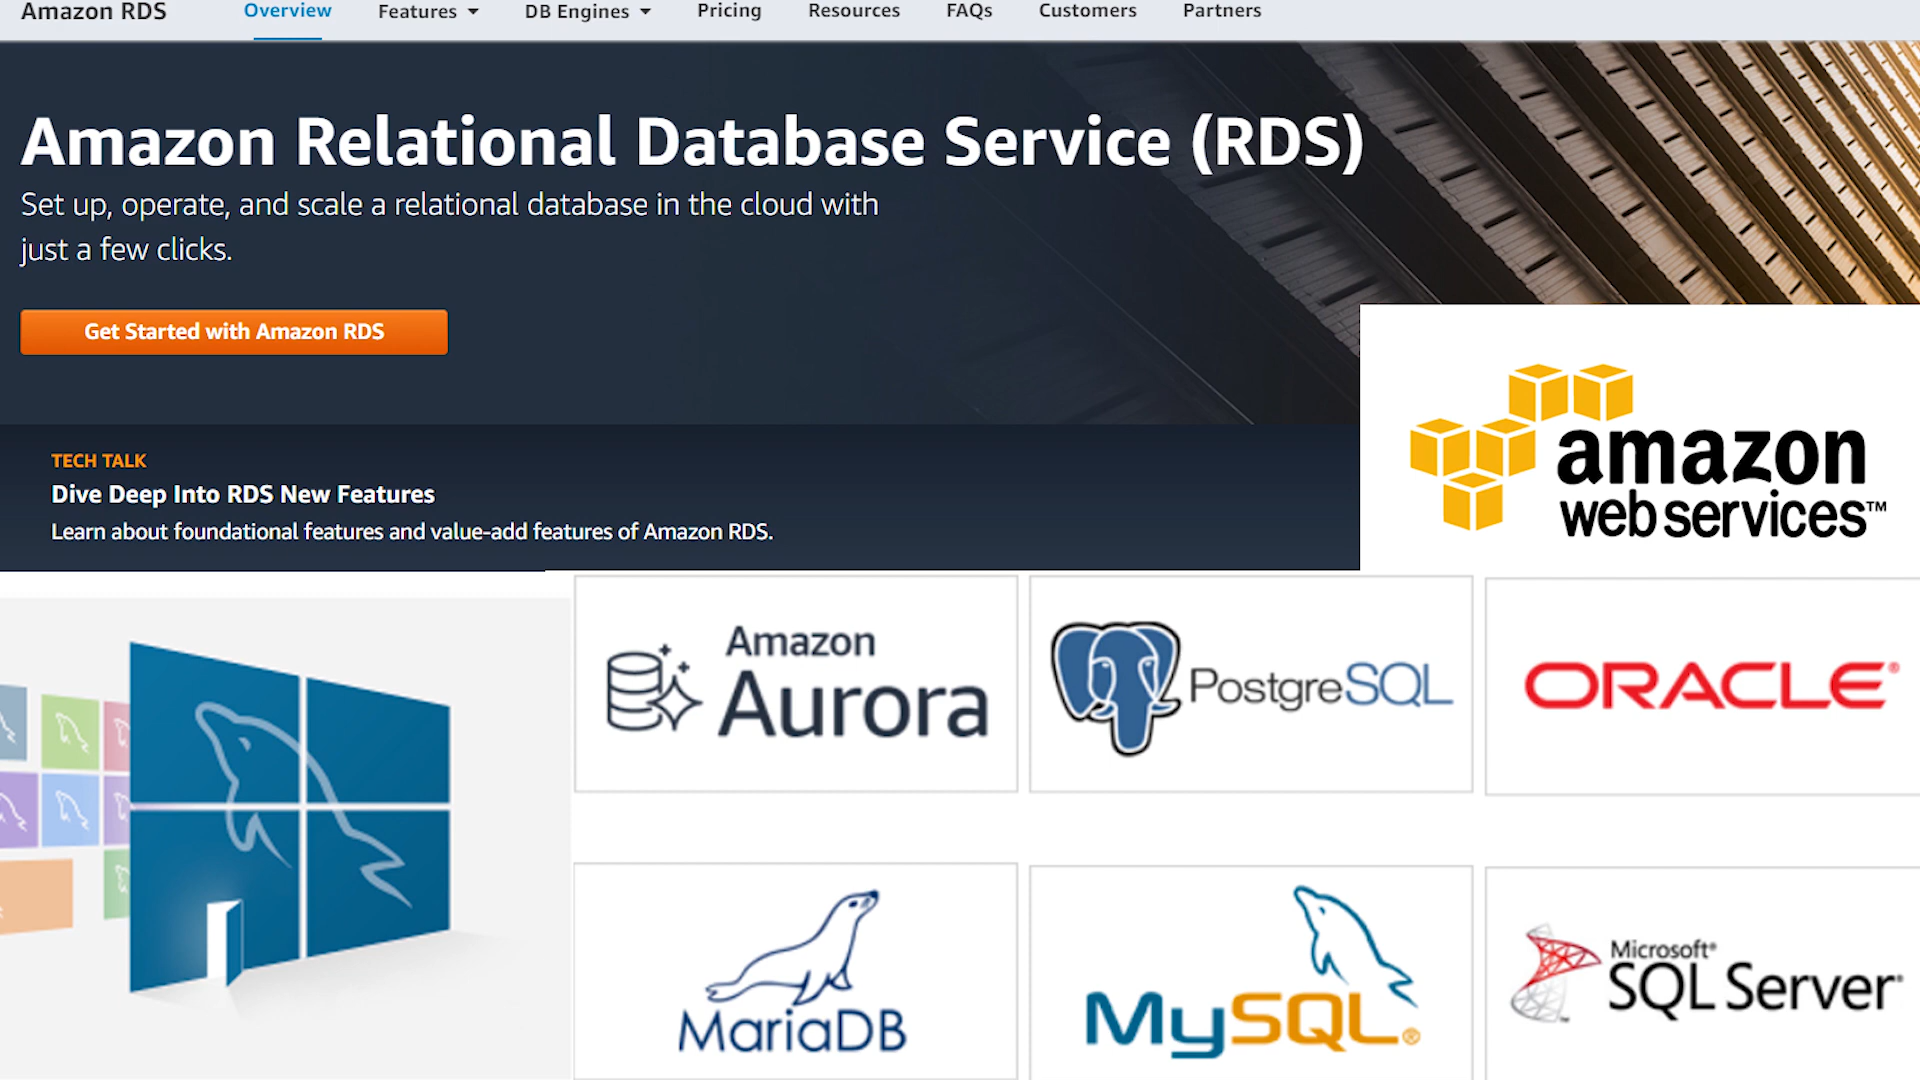 Amazon RDS
Overview
Features
DB Engines
Pricing
Resources
FAQs
Customers
Partners
Amazon Relational Database Service (RDS)
Set up, operate, and scale a relational database in the cloud with
just a few clicks.
Get Started with Amazon RDS
TECH TALK
Dive Deep Into RDS New Features
Learn about foundational features and value-add features of Amazon RDS.
amazon
web services™
Amazon
Aurora
PostgreSQL
ORACLE®
MariaDB
MySQL®
Microsoft®
SQL Server®